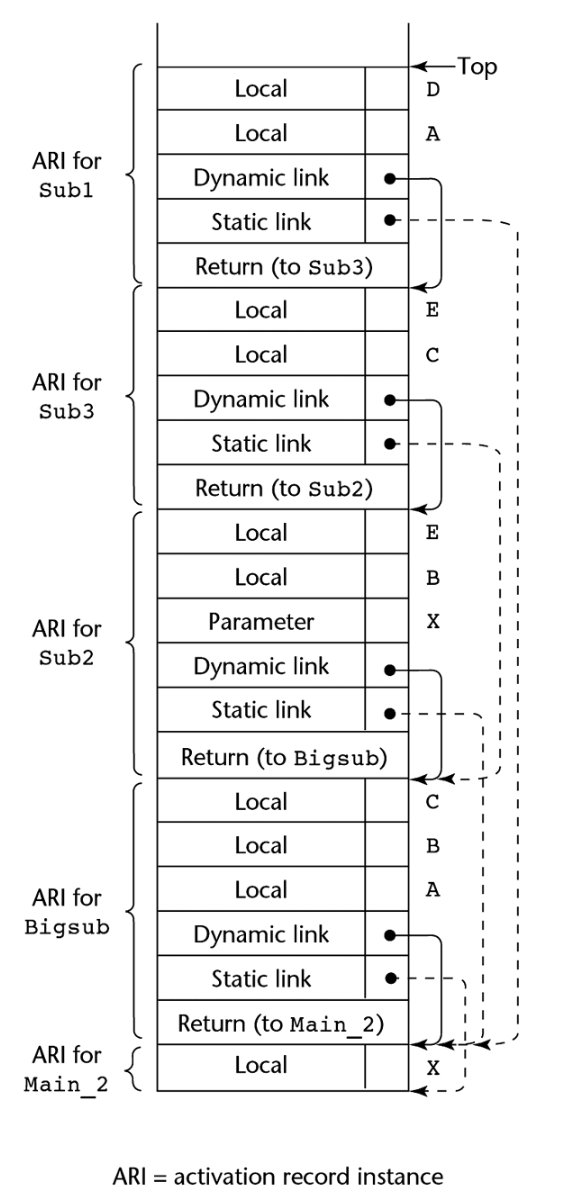 Top
Local D
ARI for
Sub1
Local A
Dynamic link
Static link
Return (to Sub3)
Local E
ARI for
Sub3
Local C
Dynamic link
Static link
Return (to Sub2)
Local E
Local B
ARI for
Sub2
Parameter X
Dynamic link
Static link
Return (to Bigsub)
Local C
Local B
ARI for
Bigsub
Local A
Dynamic link
Static link
Return (to Main_2)
ARI for
Main_2
Local X
ARI = activation record instance